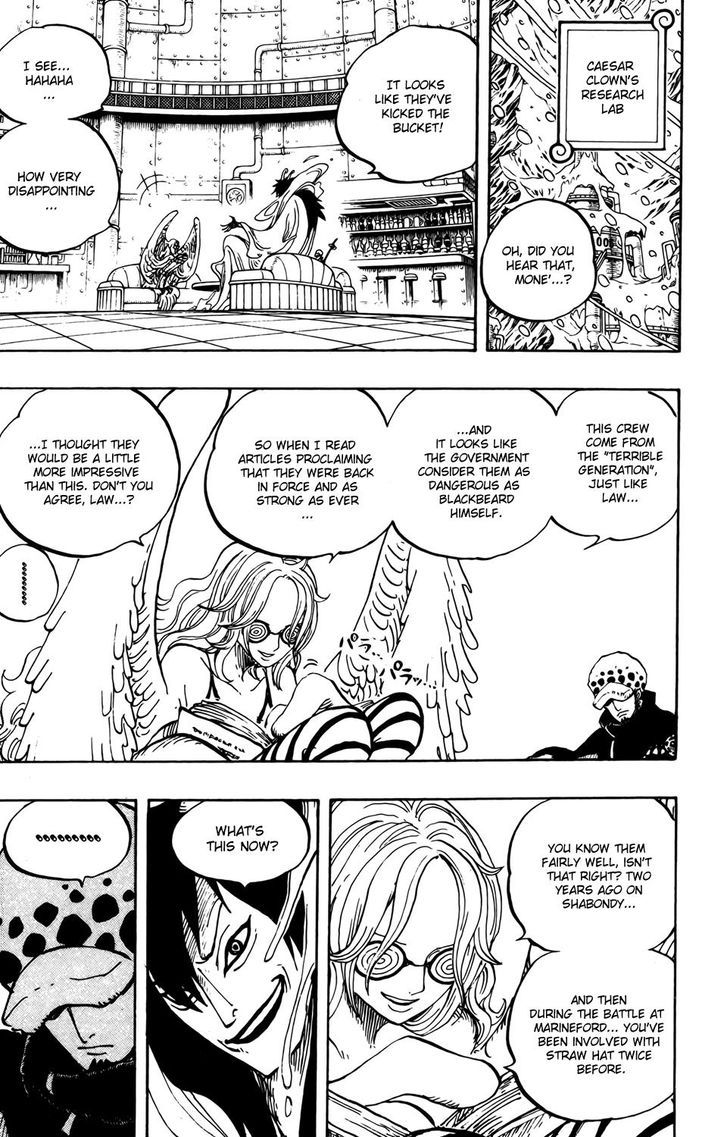 CAESAR
CLOWN'S
RESEARCH
LAB
OH, DID YOU
HEAR THAT,
MONE'...?
IT LOOKS
LIKE THEY'VE
KICKED THE
BUCKET!
I SEE...
HAHAHA
...
HOW VERY
DISAPPOINTING
...
THIS CREW
COME FROM
THE "TERRIBLE
GENERATION",
JUST LIKE
LAW...
...AND
IT LOOKS LIKE
THE GOVERNMENT
CONSIDER THEM AS
DANGEROUS AS
BLACKBEARD
HIMSELF.
SO WHEN I READ
ARTICLES PROCLAIMING
THAT THEY WERE BACK
IN FORCE AND AS
STRONG AS EVER
...
...I THOUGHT THEY
WOULD BE A LITTLE
MORE IMPRESSIVE
THAN THIS. DON'T YOU
AGREE, LAW...?
.........
パラッ
パラッ...
YOU KNOW THEM
FAIRLY WELL, ISN'T
THAT RIGHT? TWO
YEARS AGO ON
SHABONDY...
AND THEN
DURING THE BATTLE AT
MARINEFORD... YOU'VE
BEEN INVOLVED WITH
STRAW HAT TWICE
BEFORE.
WHAT'S
THIS NOW?
.........